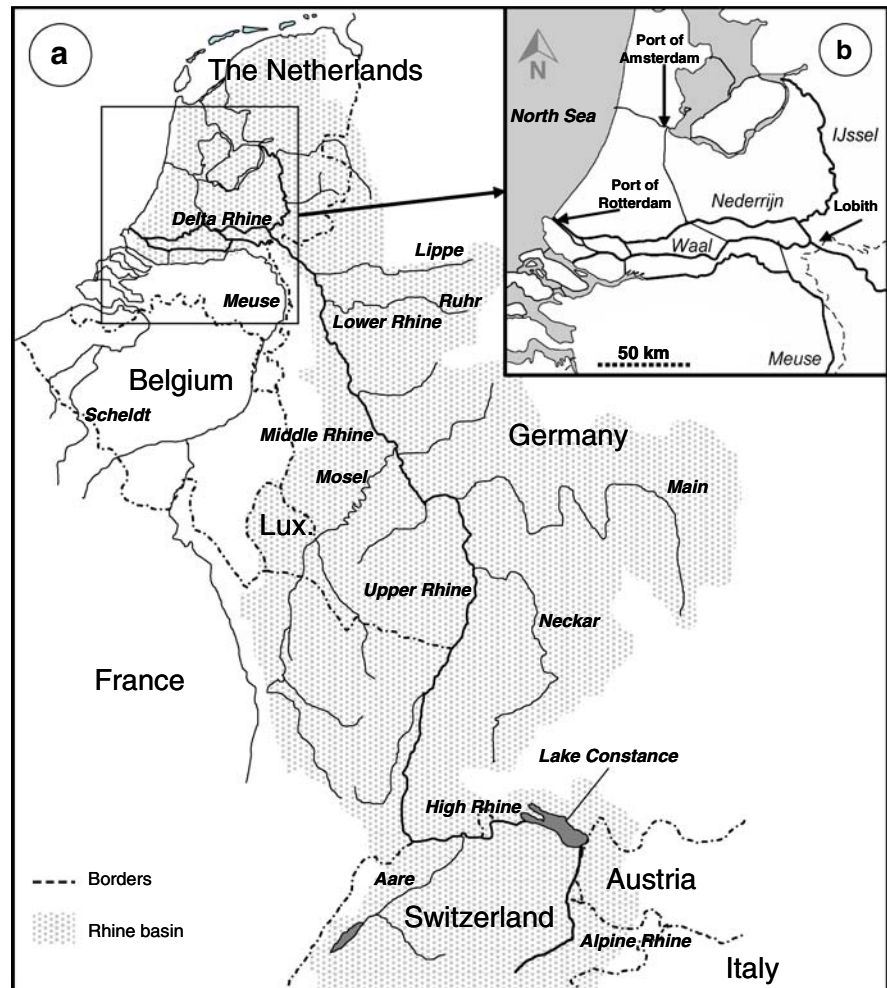 a
The Netherlands
Delta Rhine
Lippe
Meuse
Ruhr
Lower Rhine
Belgium
Scheldt
Middle Rhine
Germany
Mosel
Main
Lux.
Upper Rhine
Neckar
France
Lake Constance
High Rhine
Aare
Austria
Switzerland
Alpine Rhine
Italy
Borders
Rhine basin
b
N
Port of
Amsterdam
North Sea
IJssel
Port of
Rotterdam
Nederrijn
Lobith
Waal
50 km
Meuse